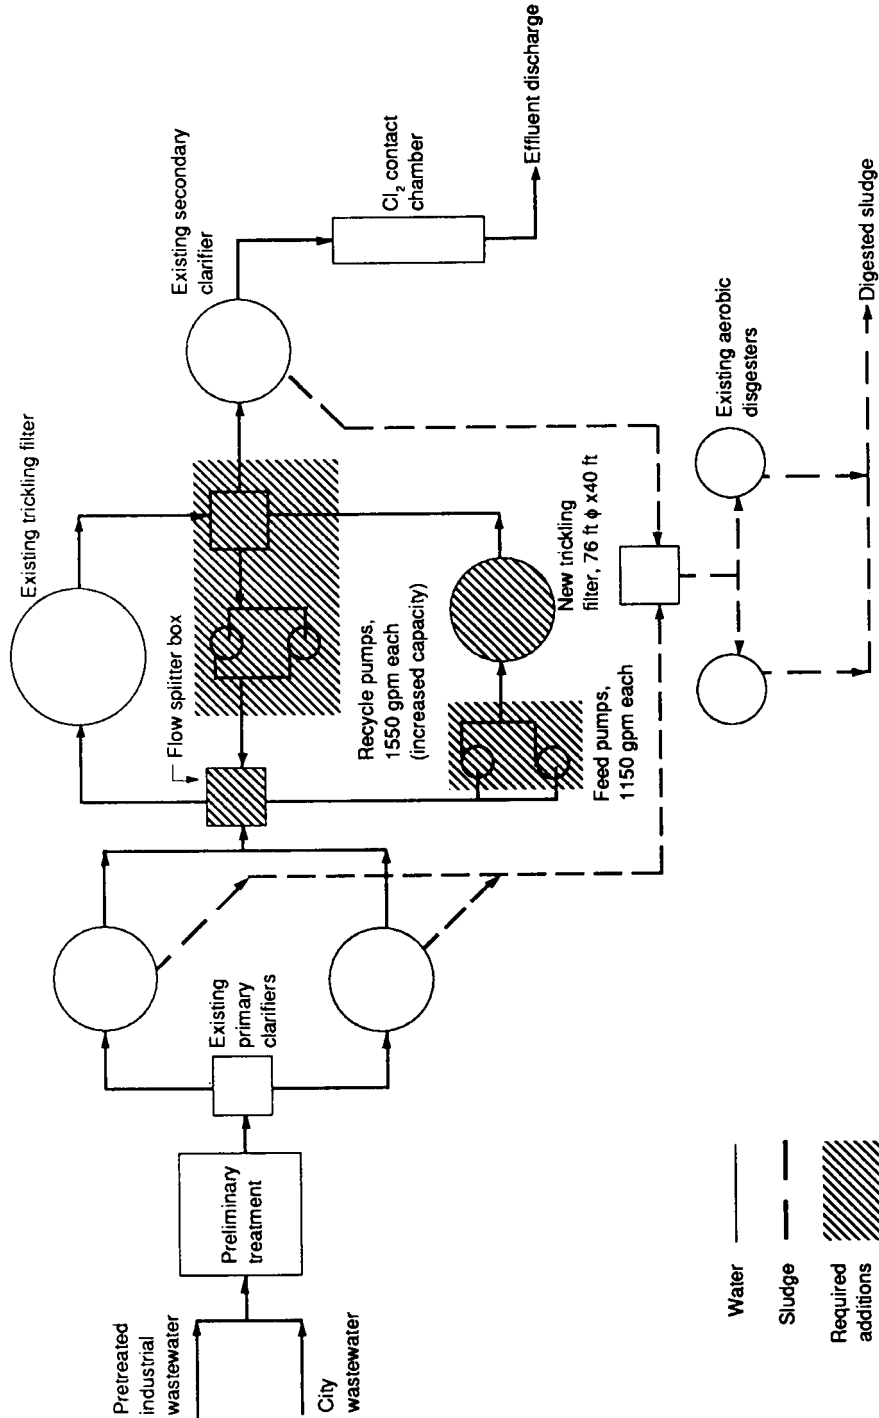 Pretreated
industrial
wastewater
City
wastewater
Preliminary
treatment
Existing
primary
clarifiers
Flow splitter box
Existing trickling filter
Recycle pumps,
1550 gpm each
(increased capacity)
Feed pumps,
1150 gpm each
New trickling
filter, 76 ft ϕ x40 ft
Existing secondary
clarifier
Cl₂ contact
chamber
Effluent discharge
Existing aerobic
disgesters
Digested sludge
Water
Sludge
Required
additions